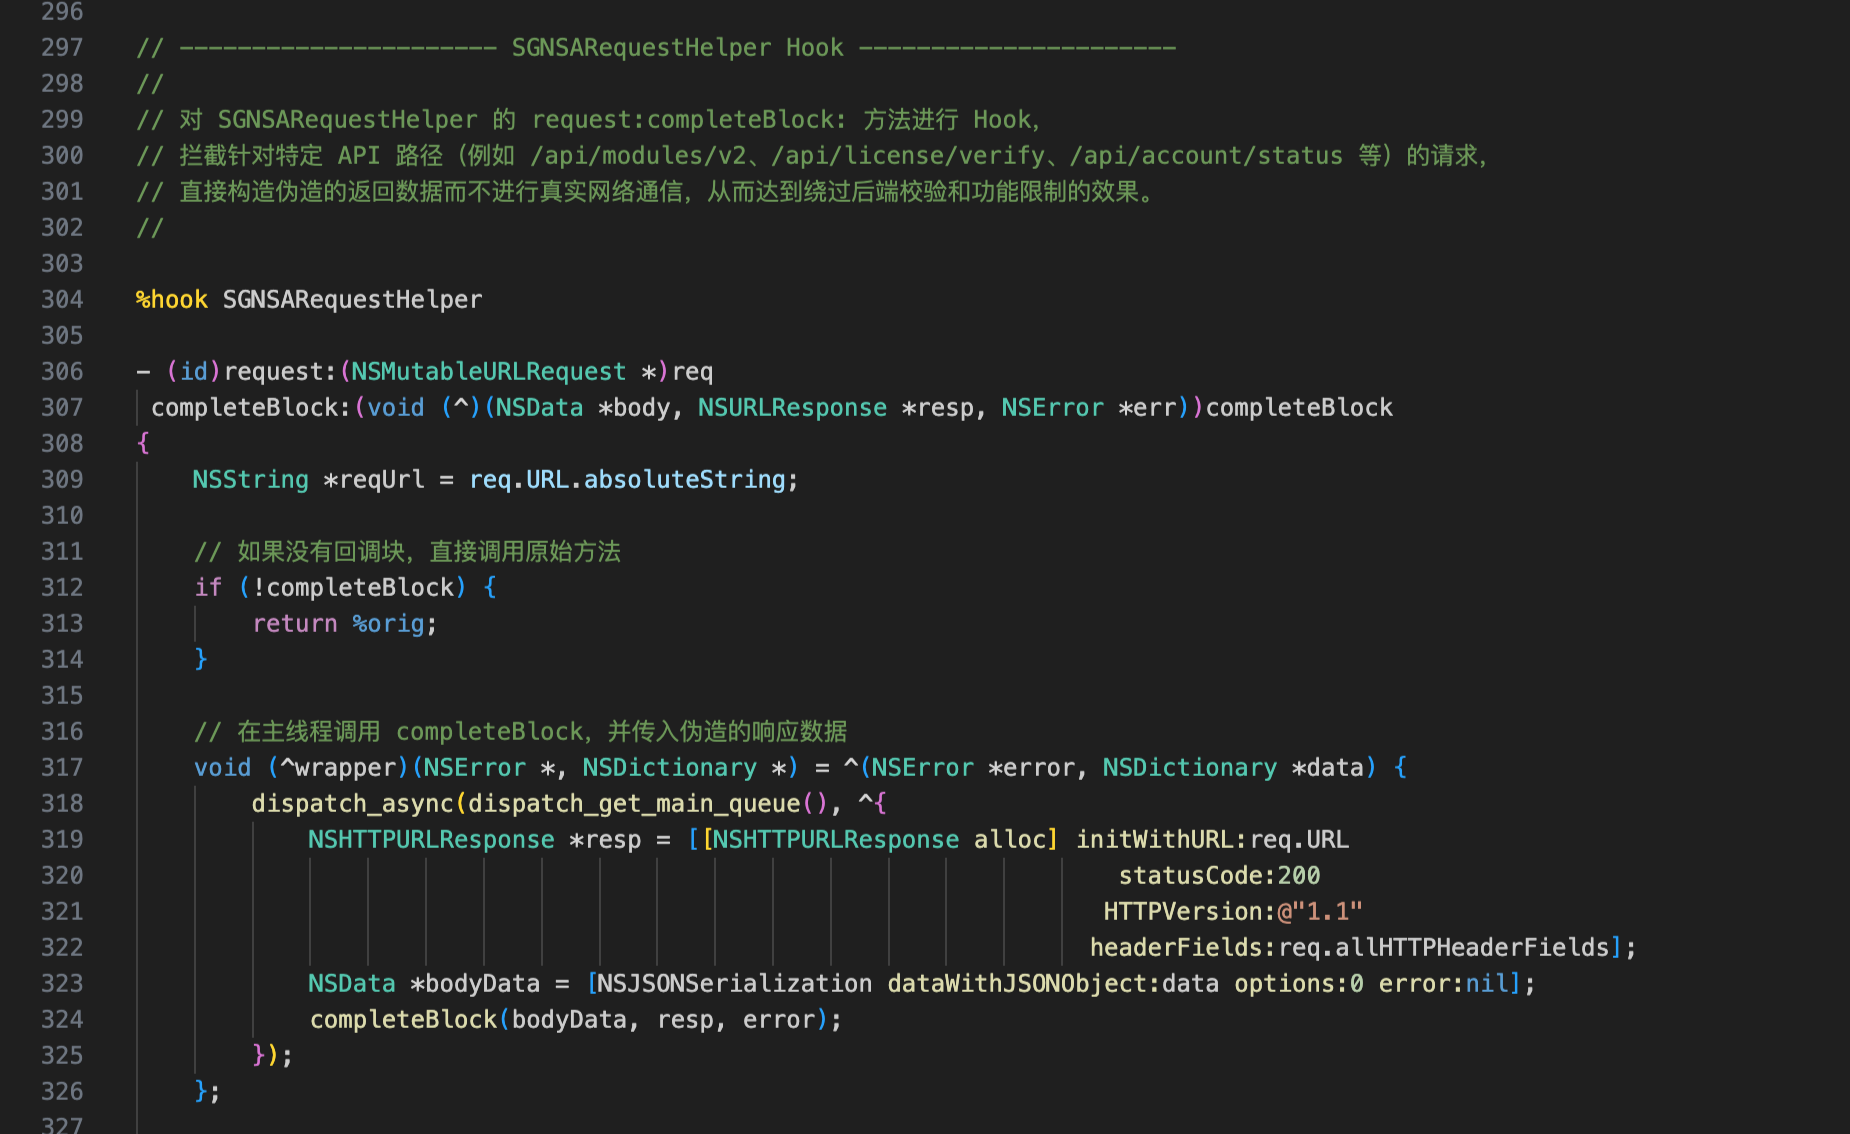 296
297 // ---------------------- SGNSARequestHelper Hook ----------------------
298 //
299 // 对 SGNSARequestHelper 的 request:completeBlock: 方法进行 Hook，
300 // 拦截针对特定 API 路径（例如 /api/modules/v2、/api/license/verify、/api/account/status 等）的请求，
301 // 直接构造伪造的返回数据而不进行真实网络通信，从而达到绕过后端校验和功能限制的效果。
302 //
303
304 %hook SGNSARequestHelper
305
306 - (id)request:(NSMutableURLRequest *)req
307  completeBlock:(void (^)(NSData *body, NSURLResponse *resp, NSError *err))completeBlock
308 {
309     NSString *reqUrl = req.URL.absoluteString;
310
311     // 如果没有回调块，直接调用原始方法
312     if (!completeBlock) {
313         return %orig;
314     }
315
316     // 在主线程调用 completeBlock，并传入伪造的响应数据
317     void (^wrapper)(NSError *, NSDictionary *) = ^(NSError *error, NSDictionary *data) {
318         dispatch_async(dispatch_get_main_queue(), ^{
319             NSHTTPURLResponse *resp = [[NSHTTPURLResponse alloc] initWithURL:req.URL
320                                                                     statusCode:200
321                                                                    HTTPVersion:@"1.1"
322                                                                   headerFields:req.allHTTPHeaderFields];
323             NSData *bodyData = [NSJSONSerialization dataWithJSONObject:data options:0 error:nil];
324             completeBlock(bodyData, resp, error);
325         });
326     };
327